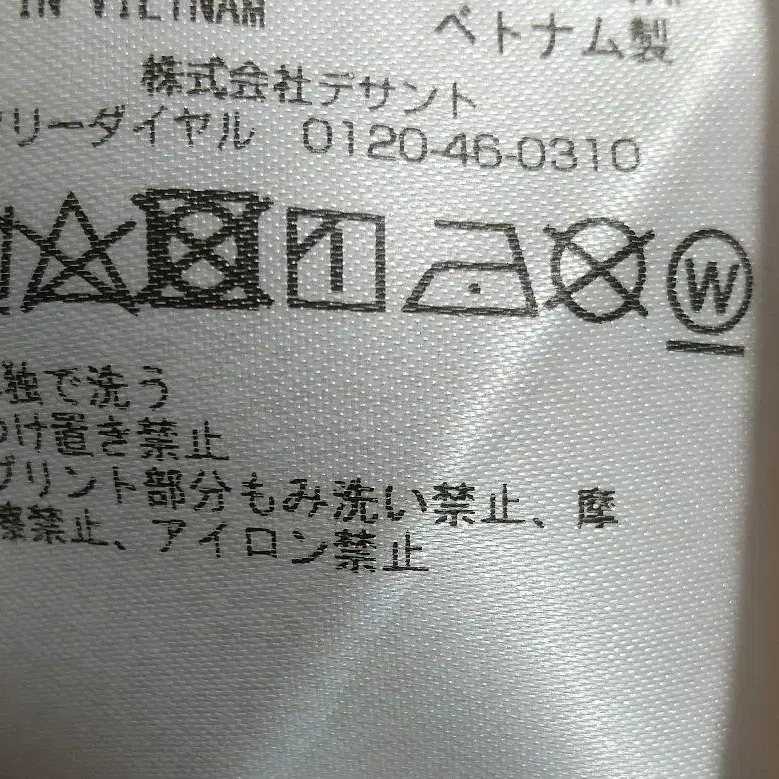 IN VIETNAM
ベトナム製
株式会社デサント
リーダイヤル 0120-46-0310
W
独で洗う
け置き禁止
プリント部分もみ洗い禁止、摩
擦禁止、アイロン禁止